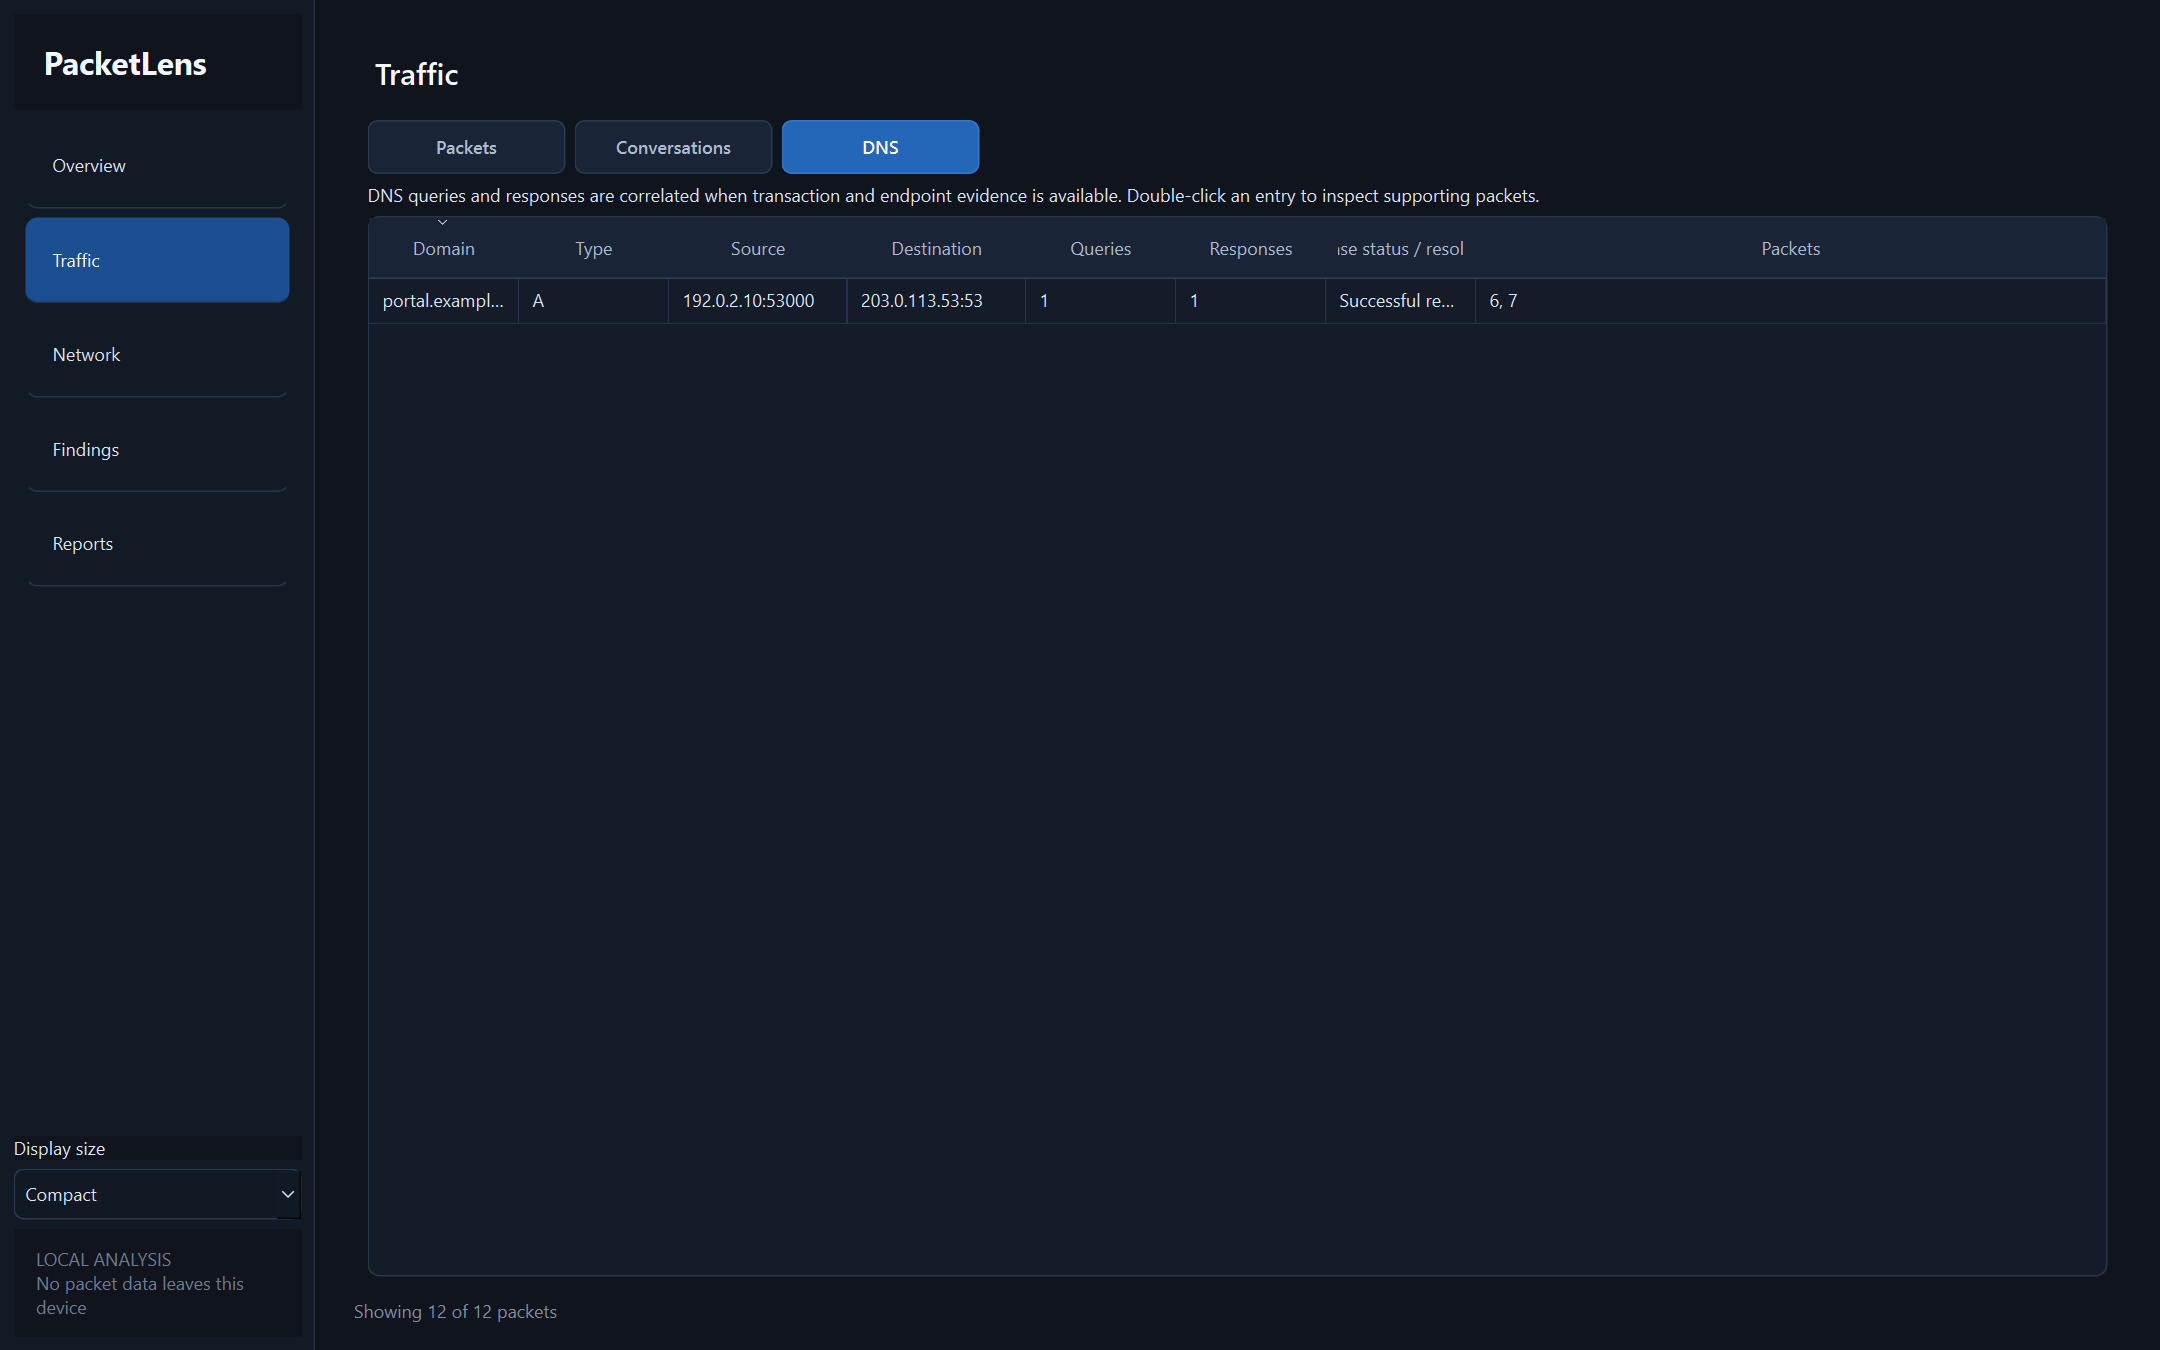 PacketLens
Overview
Traffic
Network
Findings
Reports
Display size
Compact
LOCAL ANALYSIS
No packet data leaves this
device
Traffic
Packets Conversations DNS
DNS queries and responses are correlated when transaction and endpoint evidence is available. Double-click an entry to inspect supporting packets.
Domain Type Source Destination Queries Responses se status / resol Packets
portal.exampl... A 192.0.2.10:53000 203.0.113.53:53 1 1 Successful re... 6, 7
Showing 12 of 12 packets